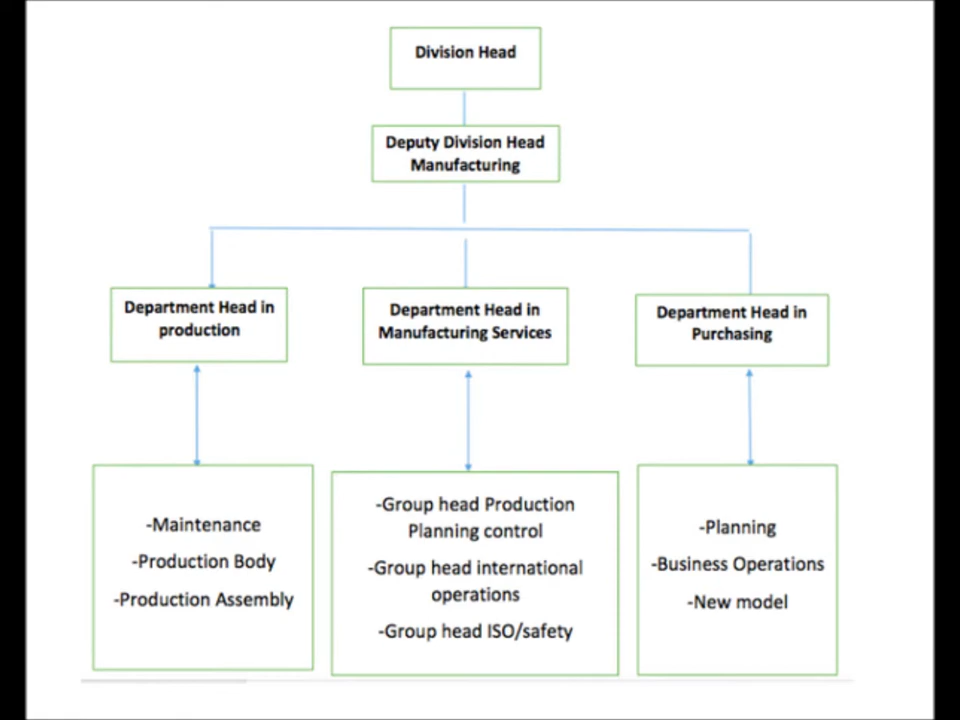 Division Head
Deputy Division Head
Manufacturing
Department Head in
production
Department Head in
Manufacturing Services
Department Head in
Purchasing
-Maintenance
-Production Body
-Production Assembly
-Group head Production
Planning control
-Group head international
operations
-Group head ISO/safety
-Planning
-Business Operations
-New model